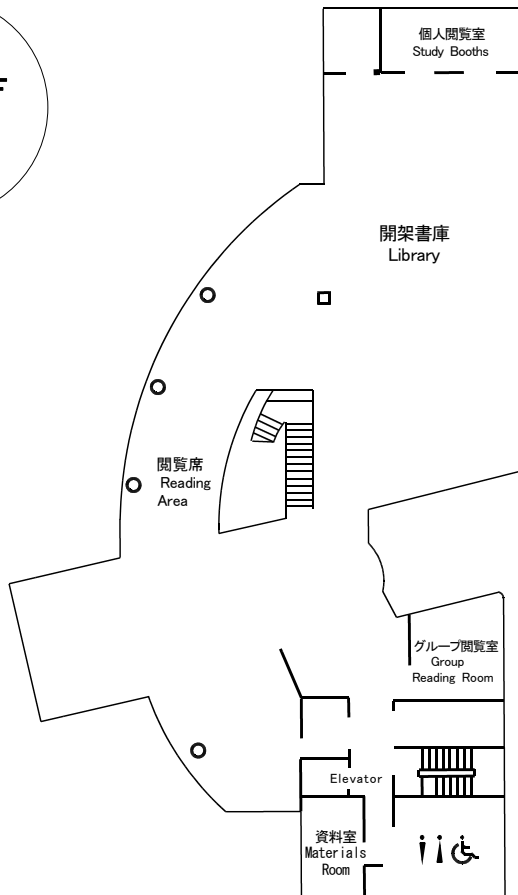 個人閲覧室
Study Booths
開架書庫
Library
閲覧席
Reading
Area
グループ閲覧室
Group
Reading Room
Elevator
資料室
Materials
Room